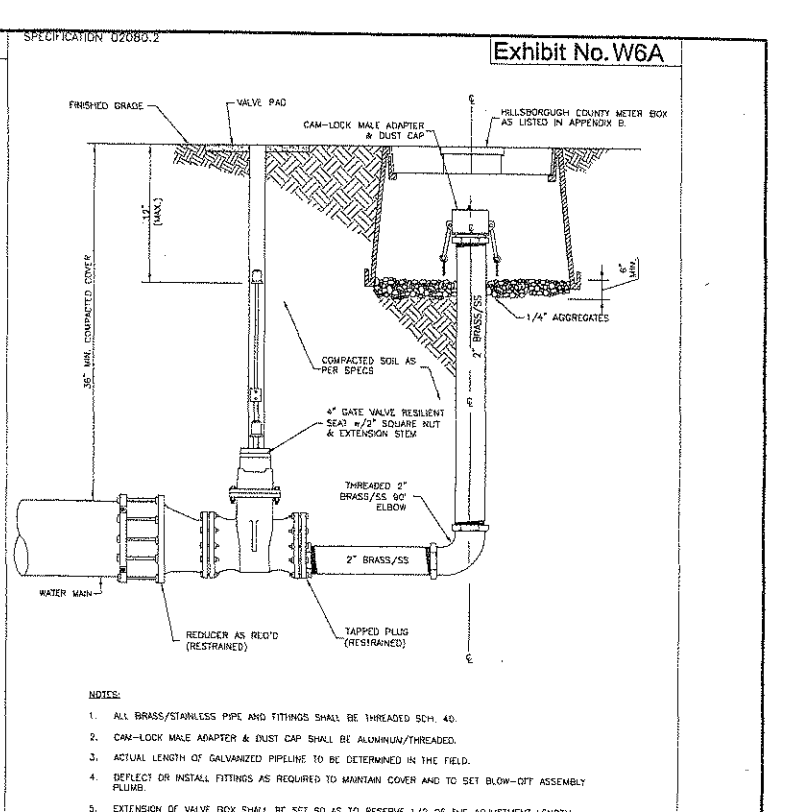 SPECIFICATION 02080.2
Exhibit No. W6A
FINISHED GRADE
VALVE PAD
CAM-LOCK MALE ADAPTER
& DUST CAP
HILLSBOROUGH COUNTY METER BOX
AS LISTED IN APPENDIX B.
12"
(MAX.)
36" MIN. COMPACTED COVER
6"
MIN.
1/4" AGGREGATES
2" BRASS/SS
COMPACTED SOIL AS
PER SPECS
4" GATE VALVE RESILIENT
SEAT w/2" SQUARE NUT
& EXTENSION STEM
THREADED 2"
BRASS/SS 90°
ELBOW
2" BRASS/SS
WATER MAIN
REDUCER AS REQ'D
(RESTRAINED)
TAPPED PLUG
(RESTRAINED)
NOTES:
1. ALL BRASS/STAINLESS PIPE AND FITTINGS SHALL BE THREADED SCH. 40.
2. CAM-LOCK MALE ADAPTER & DUST CAP SHALL BE ALUMINUM/THREADED.
3. ACTUAL LENGTH OF GALVANIZED PIPELINE TO BE DETERMINED IN THE FIELD.
4. DEFLECT OR INSTALL FITTINGS AS REQUIRED TO MAINTAIN COVER AND TO SET BLOW-OFF ASSEMBLY
PLUMB.
5. EXTENSION OF VALVE BOX SHALL BE SET SO AS TO RESERVE 1/2 OF THE ADJUSTMENT LENGTH